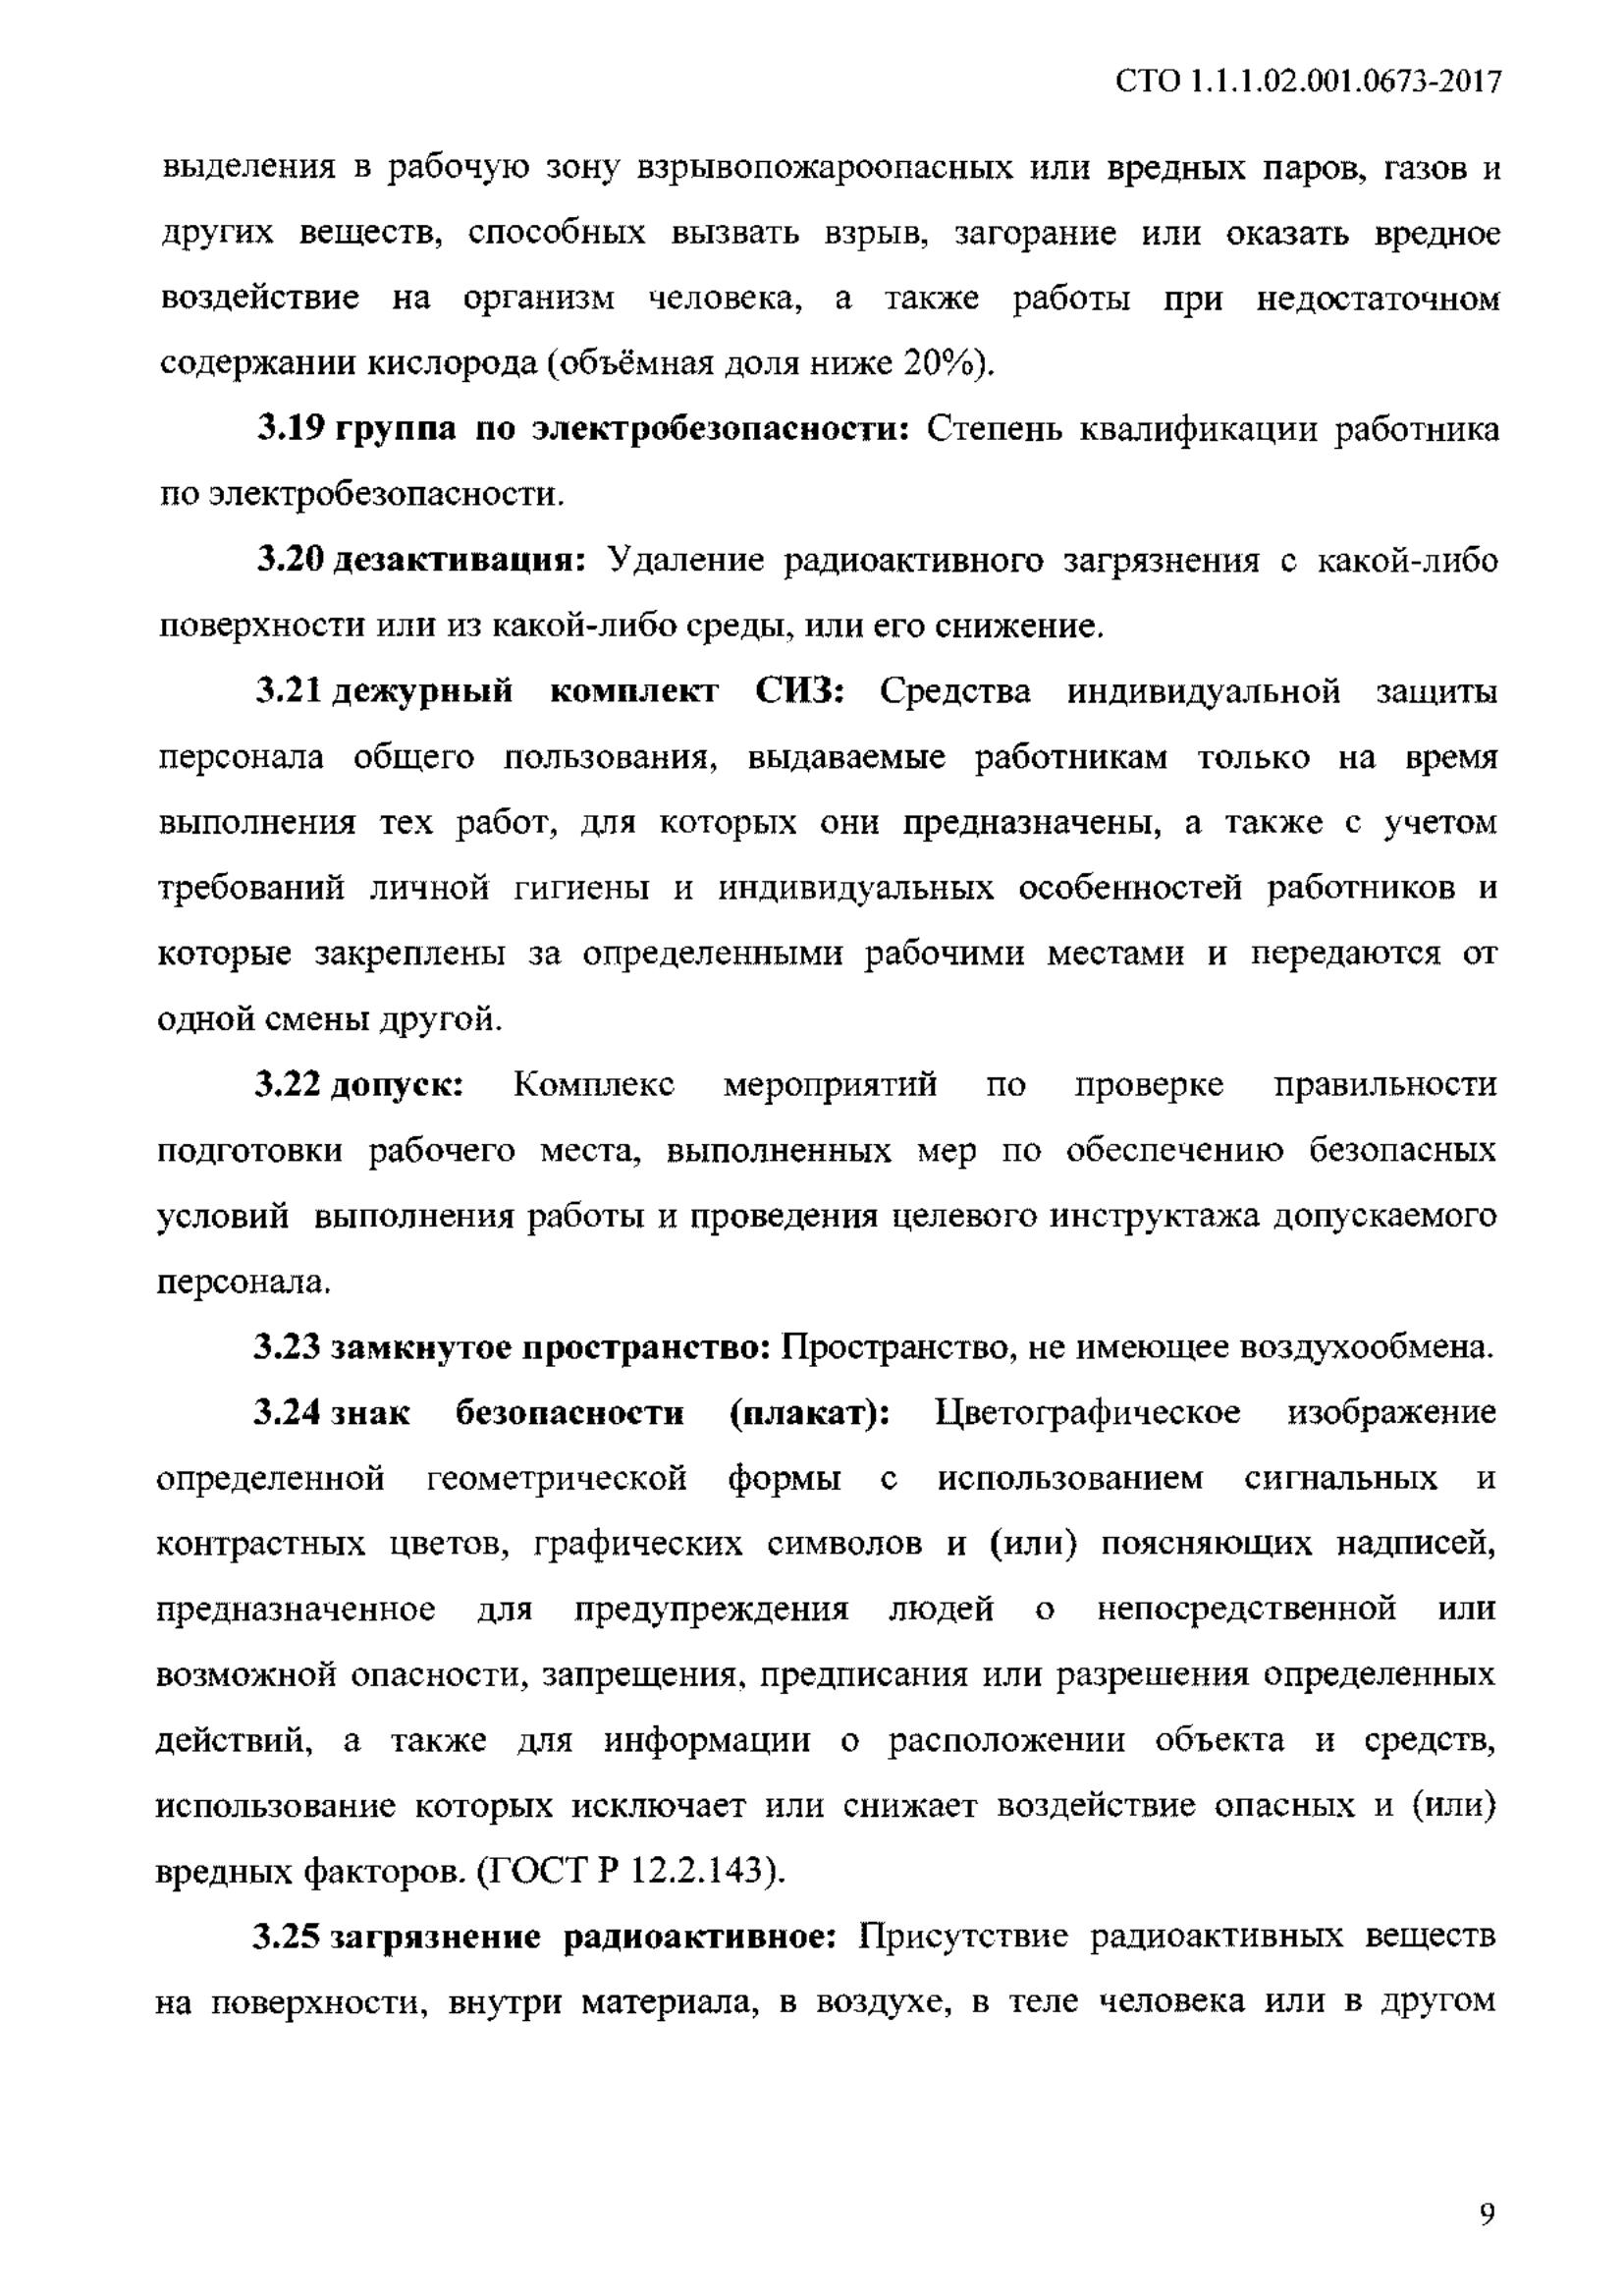 СТО 1.1.1.02.001.0673-2017
выделения в рабочую зону взрывопожароопасных или вредных паров, газов и
других веществ, способных вызвать взрыв, загорание или оказать вредное
воздействие на организм человека, а также работы при недостаточном
содержании кислорода (объёмная доля ниже 20%).
3.19 группа по электробезопасности: Степень квалификации работника
по электробезопасности.
3.20 дезактивация: Удаление радиоактивного загрязнения с какой-либо
поверхности или из какой-либо среды, или его снижение.
3.21 дежурный комплект СИЗ: Средства индивидуальной защиты
персонала общего пользования, выдаваемые работникам только на время
выполнения тех работ, для которых они предназначены, а также с учетом
требований личной гигиены и индивидуальных особенностей работников и
которые закреплены за определенными рабочими местами и передаются от
одной смены другой.
3.22 допуск: Комплекс мероприятий по проверке правильности
подготовки рабочего места, выполненных мер по обеспечению безопасных
условий выполнения работы и проведения целевого инструктажа допускаемого
персонала.
3.23 замкнутое пространство: Пространство, не имеющее воздухообмена.
3.24 знак безопасности (плакат): Цветографическое изображение
определенной геометрической формы с использованием сигнальных и
контрастных цветов, графических символов и (или) поясняющих надписей,
предназначенное для предупреждения людей о непосредственной или
возможной опасности, запрещения, предписания или разрешения определенных
действий, а также для информации о расположении объекта и средств,
использование которых исключает или снижает воздействие опасных и (или)
вредных факторов. (ГОСТ Р 12.2.143).
3.25 загрязнение радиоактивное: Присутствие радиоактивных веществ
на поверхности, внутри материала, в воздухе, в теле человека или в другом
9